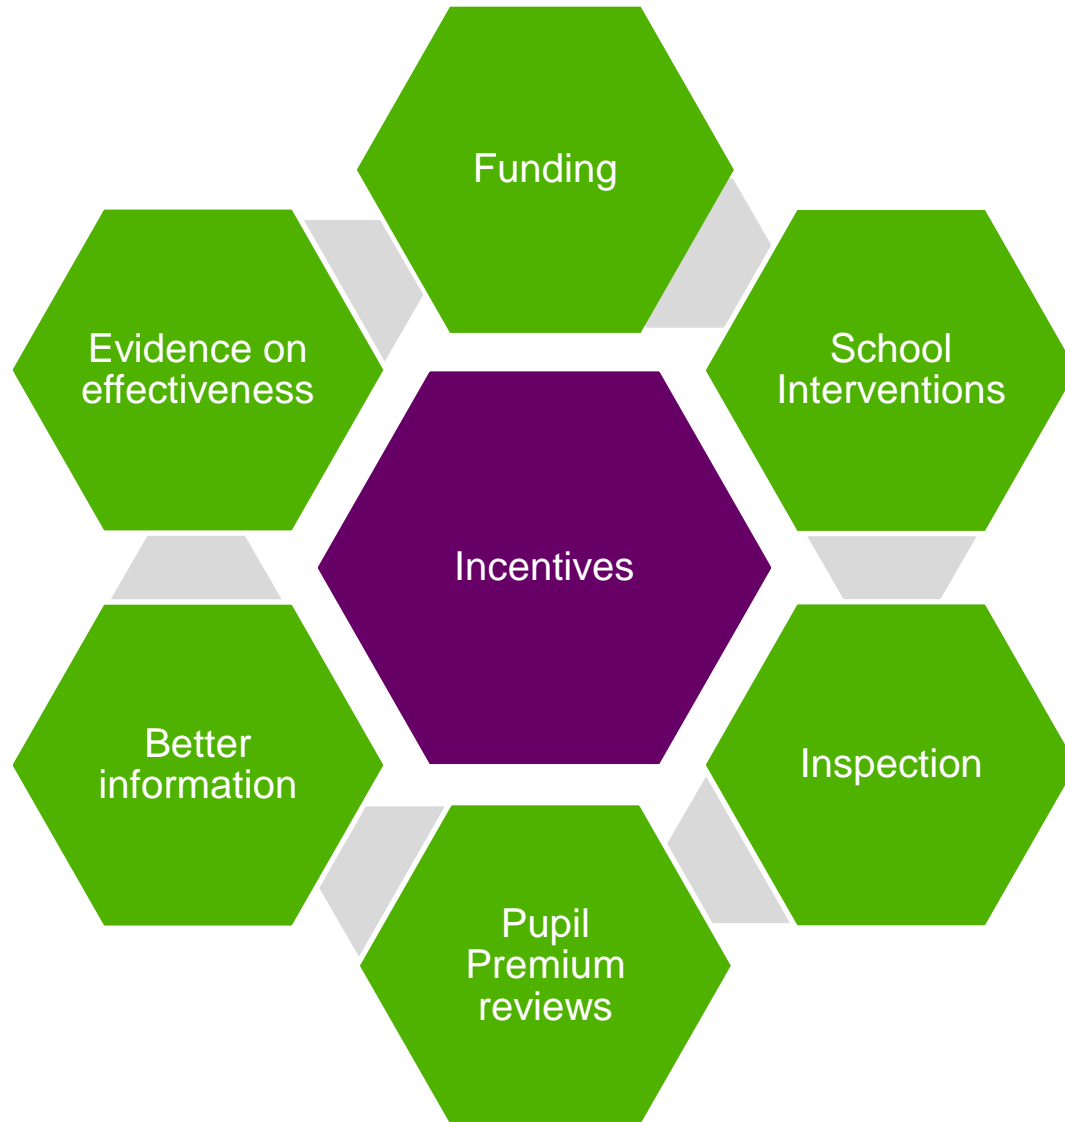 Funding
Evidence on
effectiveness
School
Interventions
Incentives
Better
information
Inspection
Pupil
Premium
reviews